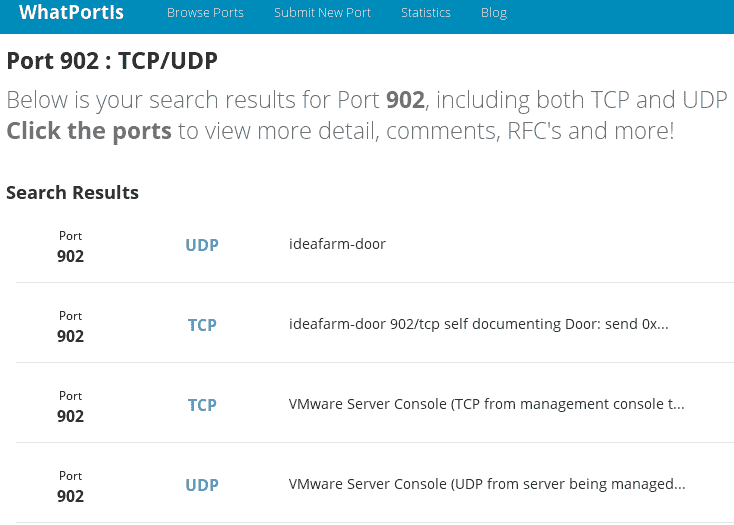 WhatPortIs Browse Ports Submit New Port Statistics Blog
Port 902 : TCP/UDP
Below is your search results for Port 902, including both TCP and UDP
Click the ports to view more detail, comments, RFC's and more!
Search Results
Port
902 UDP ideafarm-door
Port
902 TCP ideafarm-door 902/tcp self documenting Door: send 0x...
Port
902 TCP VMware Server Console (TCP from management console t...
Port
902 UDP VMware Server Console (UDP from server being managed...